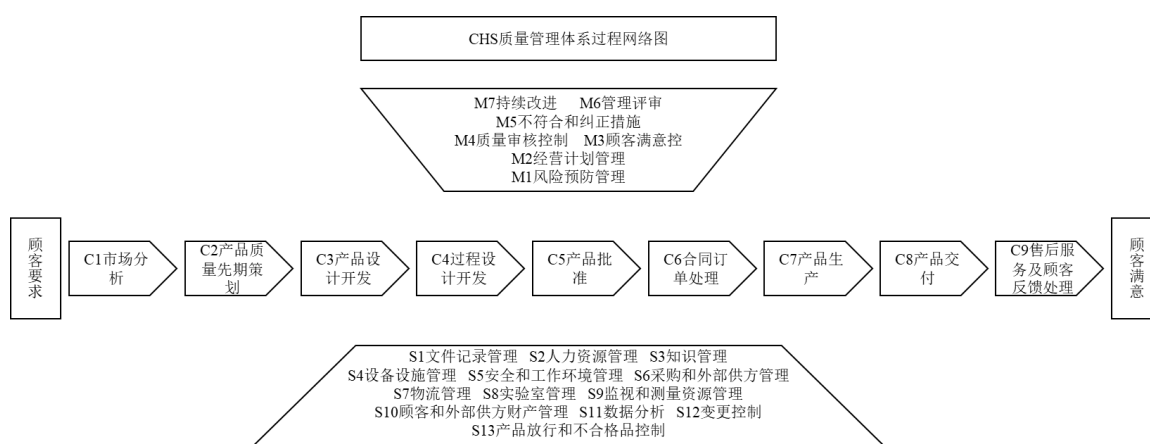 CHS质量管理体系过程网络图
M7持续改进 M6管理评审
M5不符合和纠正措施
M4质量审核控制 M3顾客满意控
M2经营计划管理
M1风险预防管理
顾客要求
C1市场分
析
C2产品质
量先期策
划
C3产品设
计开发
C4过程设
计开发
C5产品批
准
C6合同订
单处理
C7产品生
产
C8产品交
付
C9售后服
务及顾客
反馈处理
顾客满意
S1文件记录管理 S2人力资源管理 S3知识管理
S4设备设施管理 S5安全和工作环境管理 S6采购和外部供方管理
S7物流管理 S8实验室管理 S9监视和测量资源管理
S10顾客和外部供方财产管理 S11数据分析 S12变更控制
S13产品放行和不合格品控制